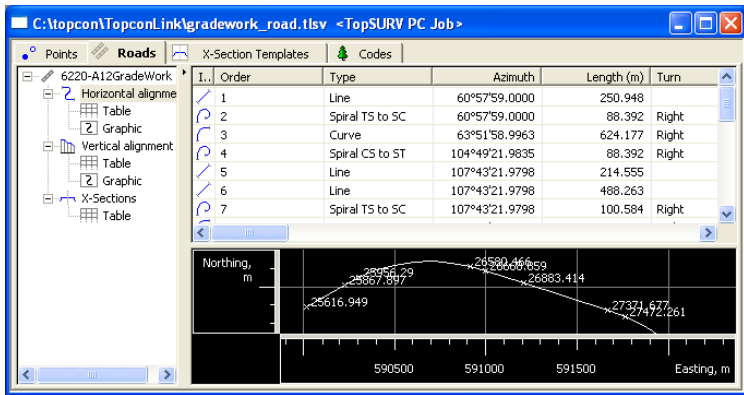 C:\topcon\TopconLink\gradework_road.tlsv <TopSURV PC Job>
Points Roads X-Section Templates Codes
6220-A12GradeWork
Horizontal alignme
Table
Graphic
Vertical alignment
Table
Graphic
X-Sections
Table
I.. Order Type Azimuth Length (m) Turn
1 Line 60°57'59.0000 250.948
2 Spiral TS to SC 60°57'59.0000 88.392 Right
3 Curve 63°51'58.9963 624.177 Right
4 Spiral CS to ST 104°49'21.9835 88.392 Right
5 Line 107°43'21.9798 214.555
6 Line 107°43'21.9798 488.263
7 Spiral TS to SC 107°43'21.9798 100.584 Right
Northing,
m
25616.949
25867.897
25956.29
26580.466
26668.859
26883.414
27371.677
27472.261
590500 591000 591500 Easting, m